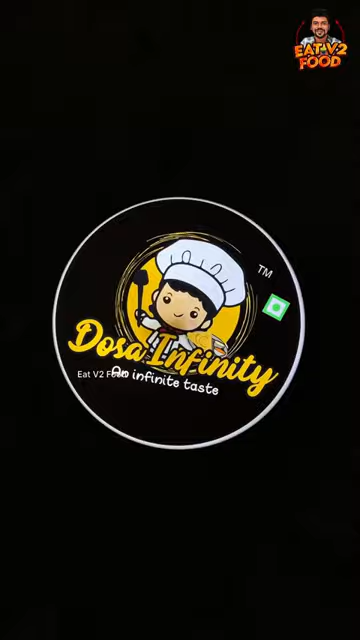 EAT V2
FOOD
TM
Dosa Infinity
Eat V2 Food
An infinite taste